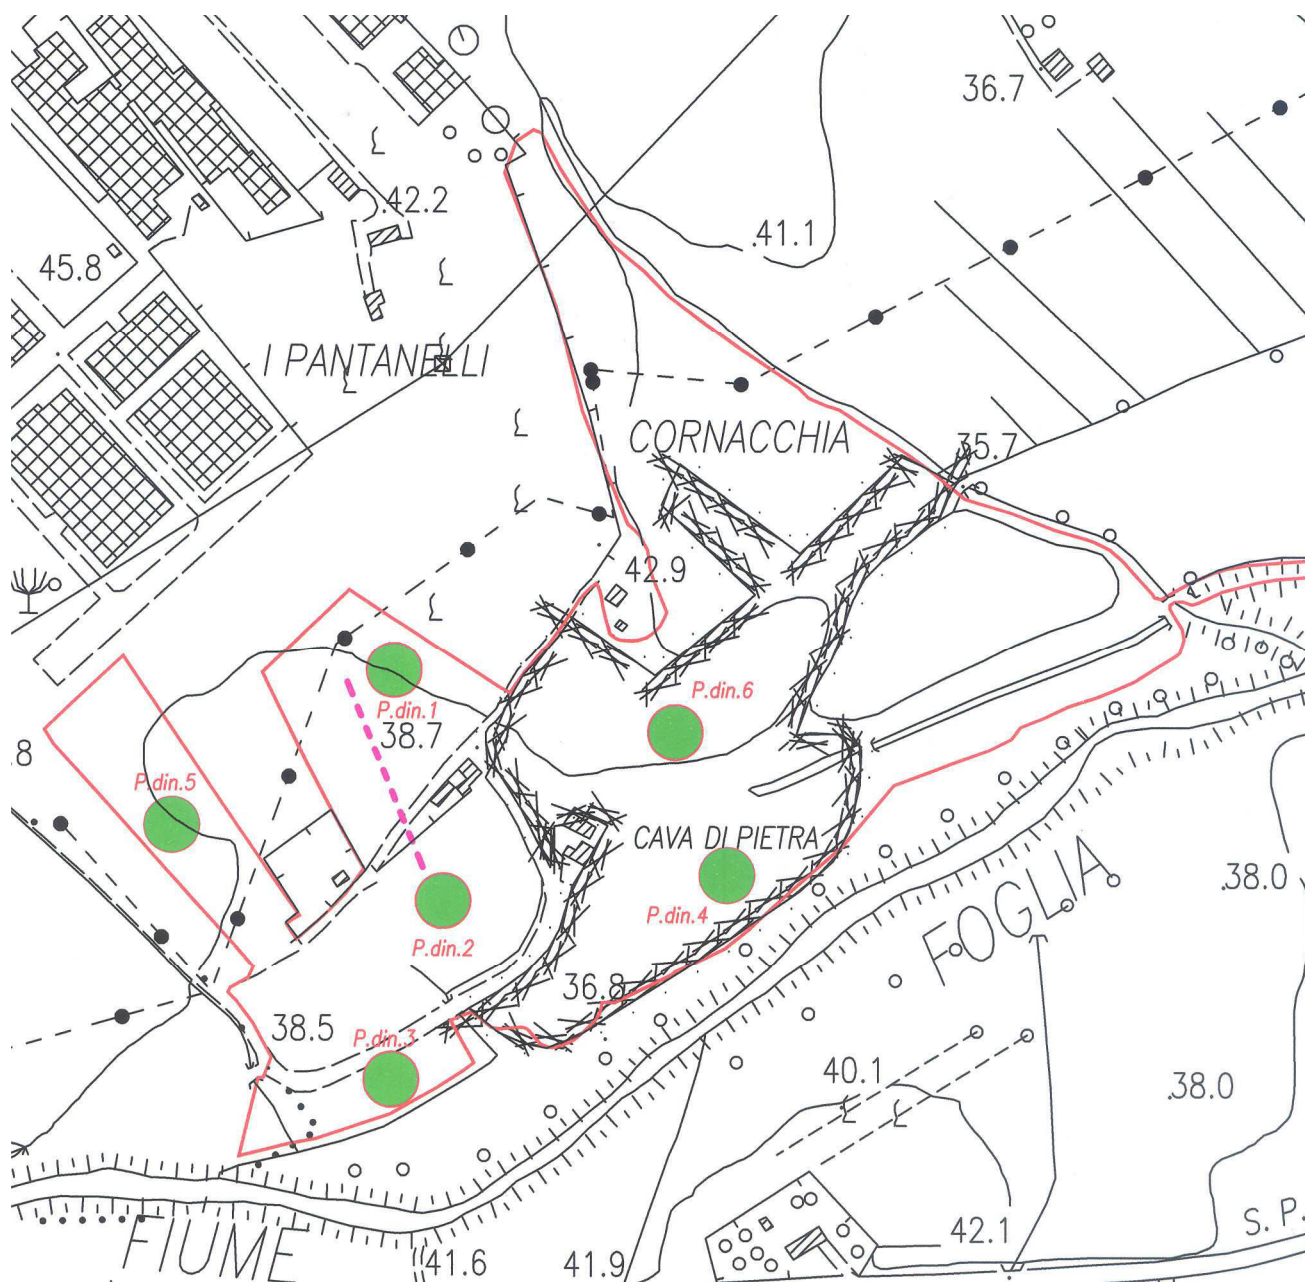 36.7
.42.2
.41.1
45.8
I PANTANELLI
CORNACCHIA
35.7
42.9
P.din.6
P.din.1
38.7
8
P.din.5
CAVA DI PIETRA
P.din.4
.38.0
FOGLIA
P.din.2
36.8
38.5
P.din.3
40.1
.38.0
FIUME
41.6
41.9
42.1
S. P.